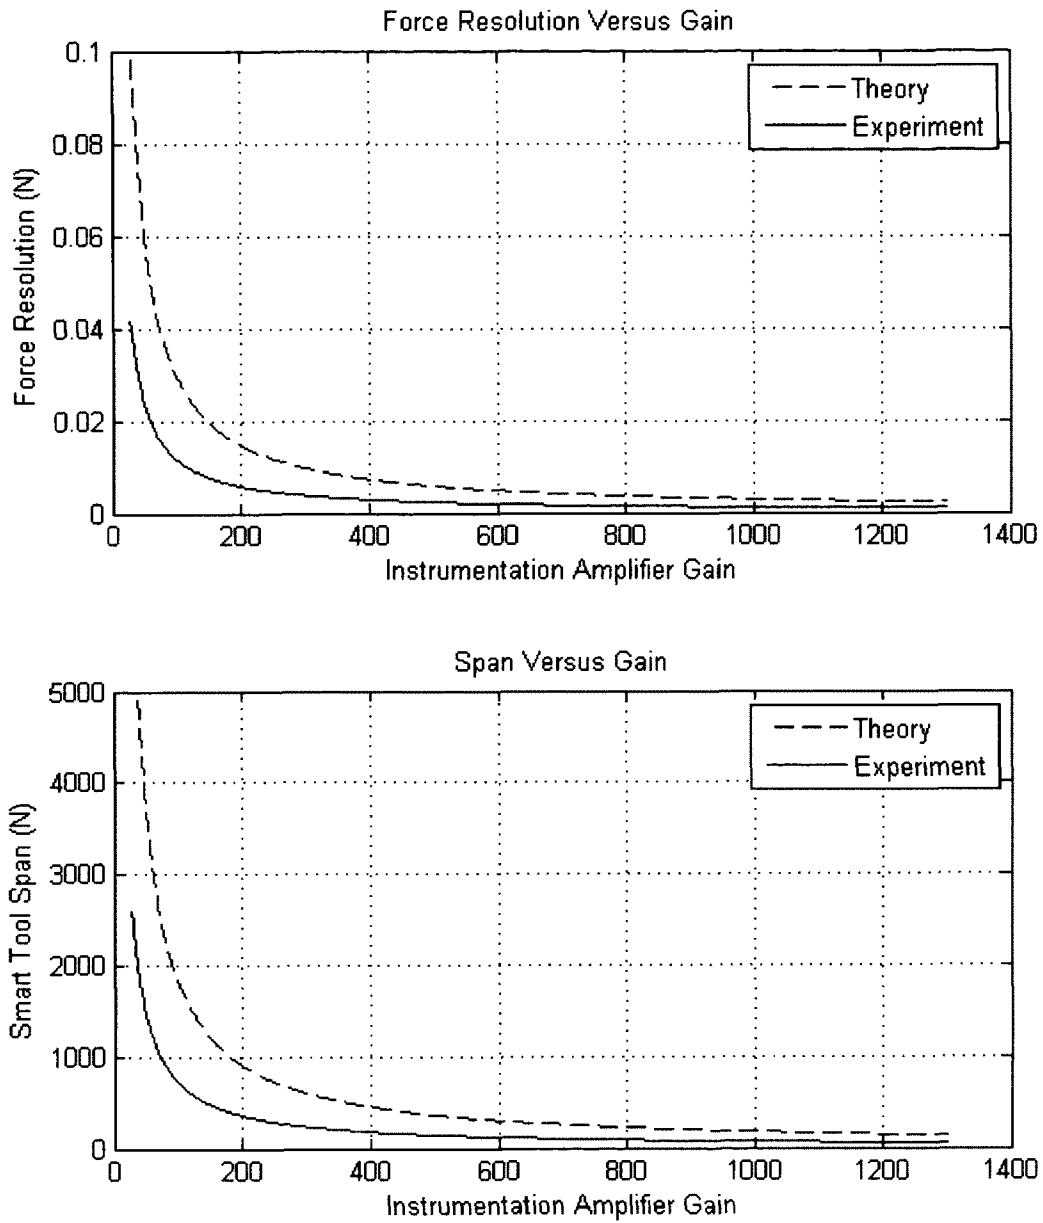 Force Resolution Versus Gain
0.1
0.08
0.06
0.04
0.02
0
Force Resolution (N)
Theory
Experiment
0 200 400 600 800 1000 1200 1400
Instrumentation Amplifier Gain
Span Versus Gain
5000
4000
3000
2000
1000
0
Smart Tool Span (N)
Theory
Experiment
0 200 400 600 800 1000 1200 1400
Instrumentation Amplifier Gain